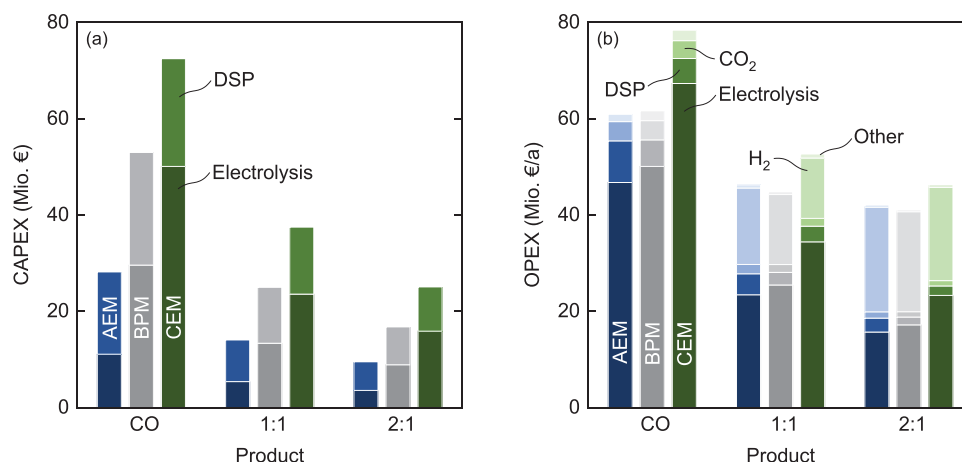 80
60
40
20
0
CAPEX (Mio. €)
(a)
DSP
Electrolysis
AEM
BPM
CEM
CO
1:1
2:1
Product
80
60
40
20
0
OPEX (Mio. €/a)
(b)
CO₂
DSP
Electrolysis
Other
H₂
AEM
BPM
CEM
CO
1:1
2:1
Product